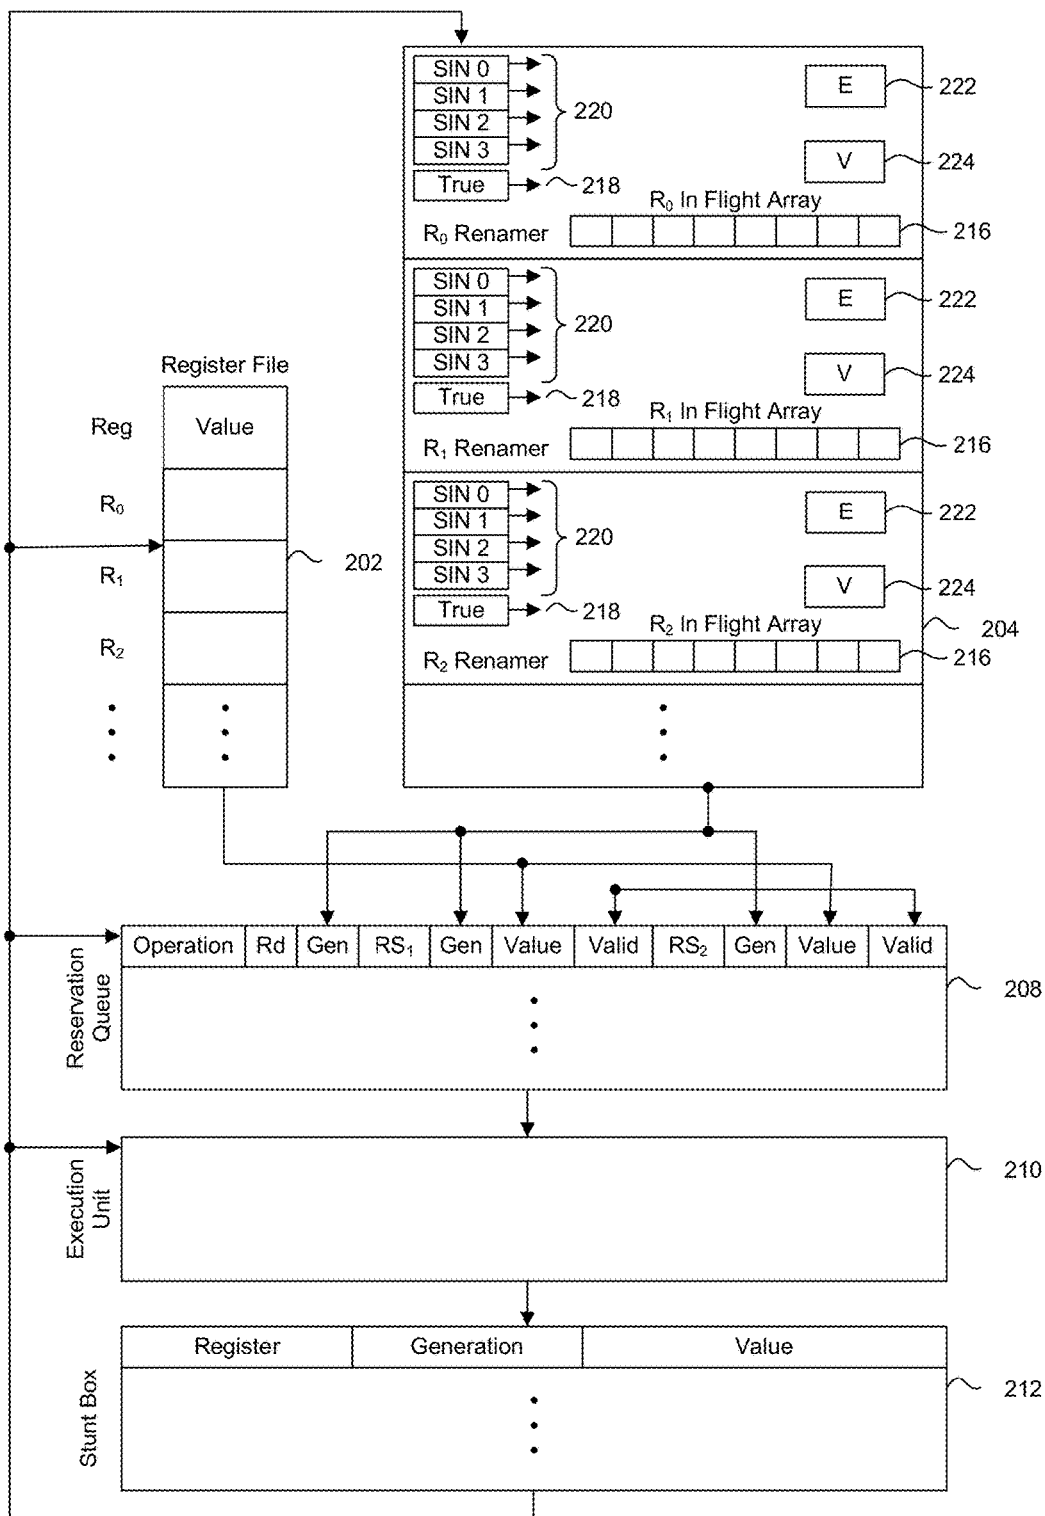 SIN 0
SIN 1
SIN 2
SIN 3
220
E
222
V
224
True
218
R0 In Flight Array
R0 Renamer
216
SIN 0
SIN 1
SIN 2
SIN 3
220
E
222
V
224
True
218
R1 In Flight Array
R1 Renamer
216
SIN 0
SIN 1
SIN 2
SIN 3
220
E
222
V
224
True
218
R2 In Flight Array
204
R2 Renamer
216
Register File
Reg
Value
R0
R1
202
R2
Operation Rd Gen RS1 Gen Value Valid RS2 Gen Value Valid
Reservation
Queue
208
Execution
Unit
210
Register Generation Value
Stunt Box
212